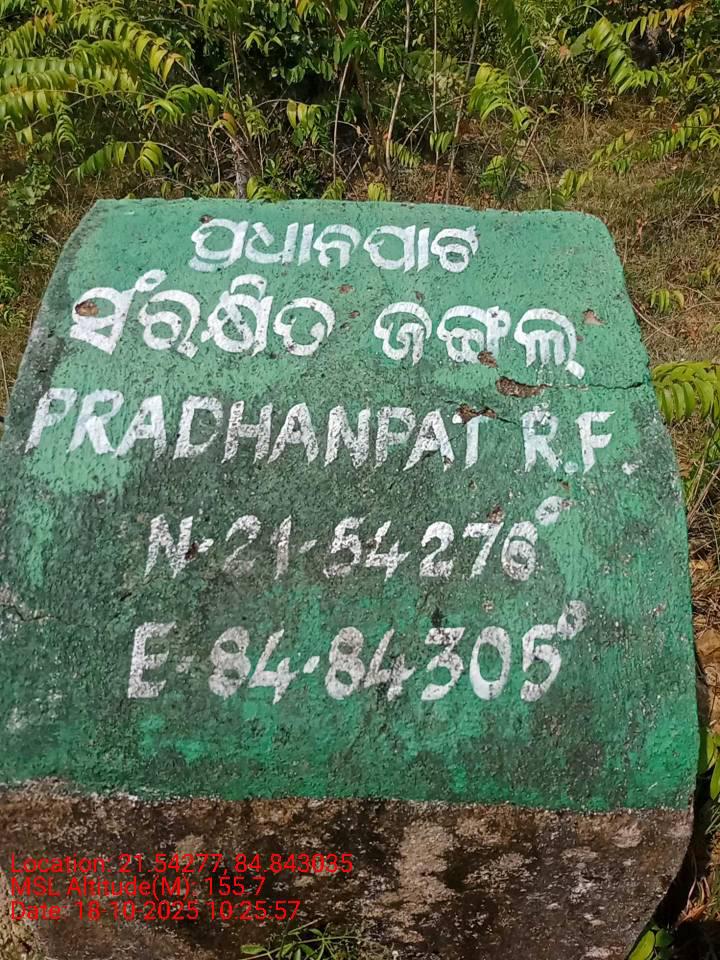 ପ୍ରଧାନପାଟ
ସଂରକ୍ଷିତ ଜଙ୍ଗଲ୍
PRADHANPAT R.F.
N-21-54276°
E-84-84305°
Location: 21.54277, 84.843035
MSL Altitude(M): 155.7
Date: 18-10 2025 10:25:57